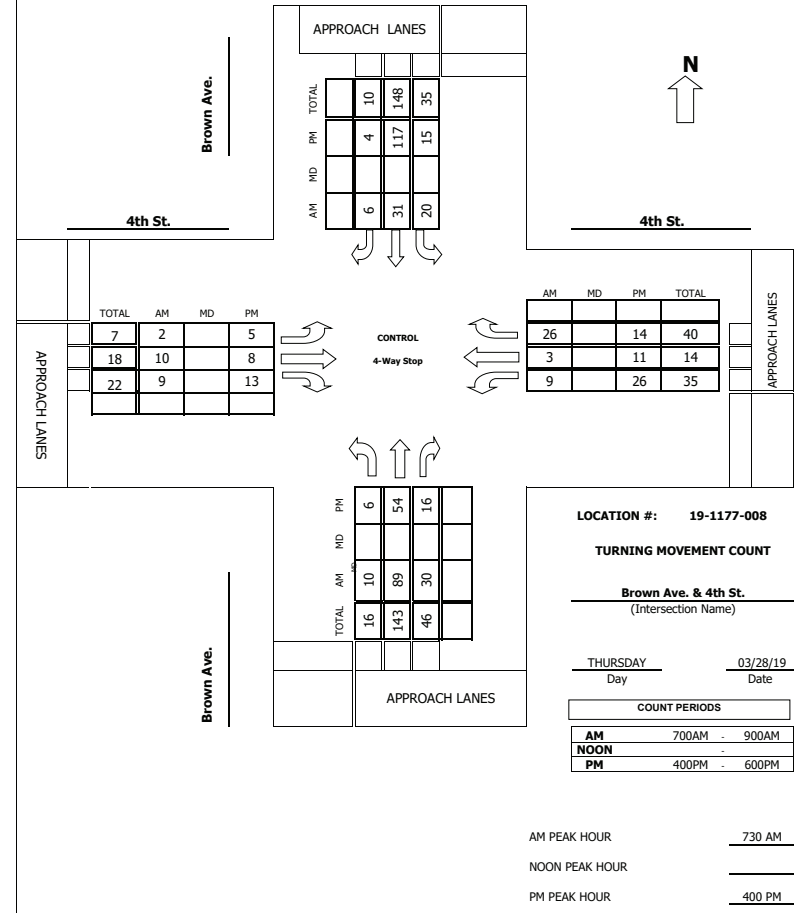 APPROACH LANES
N
Brown Ave.
TOTAL 10 148 35
PM 4 117 15
MD
AM 6 31 20
4th St.
4th St.
TOTAL AM MD PM
7 2 5
18 10 8
22 9 13
APPROACH LANES
CONTROL
4-Way Stop
AM MD PM TOTAL
26 14 40
3 11 14
9 26 35
APPROACH LANES
PM 6 54 16
MD
MD
AM 10 89 30
TOTAL 16 143 46
APPROACH LANES
Brown Ave.
LOCATION #: 19-1177-008
TURNING MOVEMENT COUNT
Brown Ave. & 4th St.
(Intersection Name)
THURSDAY 03/28/19
Day Date
COUNT PERIODS
AM 700AM - 900AM
NOON -
PM 400PM - 600PM
AM PEAK HOUR 730 AM
NOON PEAK HOUR
PM PEAK HOUR 400 PM